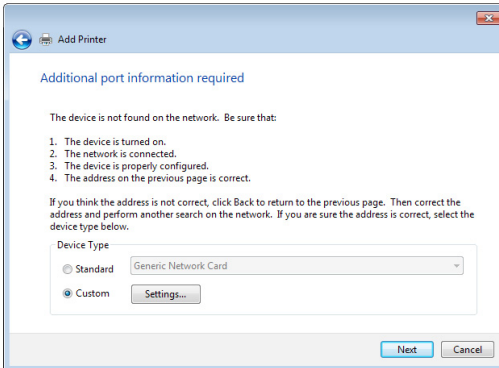 Add Printer
Additional port information required
The device is not found on the network.  Be sure that:
1.  The device is turned on.
2.  The network is connected.
3.  The device is properly configured.
4.  The address on the previous page is correct.
If you think the address is not correct, click Back to return to the previous page.  Then correct the
address and perform another search on the network.  If you are sure the address is correct, select the
device type below.
Device Type
Standard Generic Network Card
Custom Settings...
Next Cancel